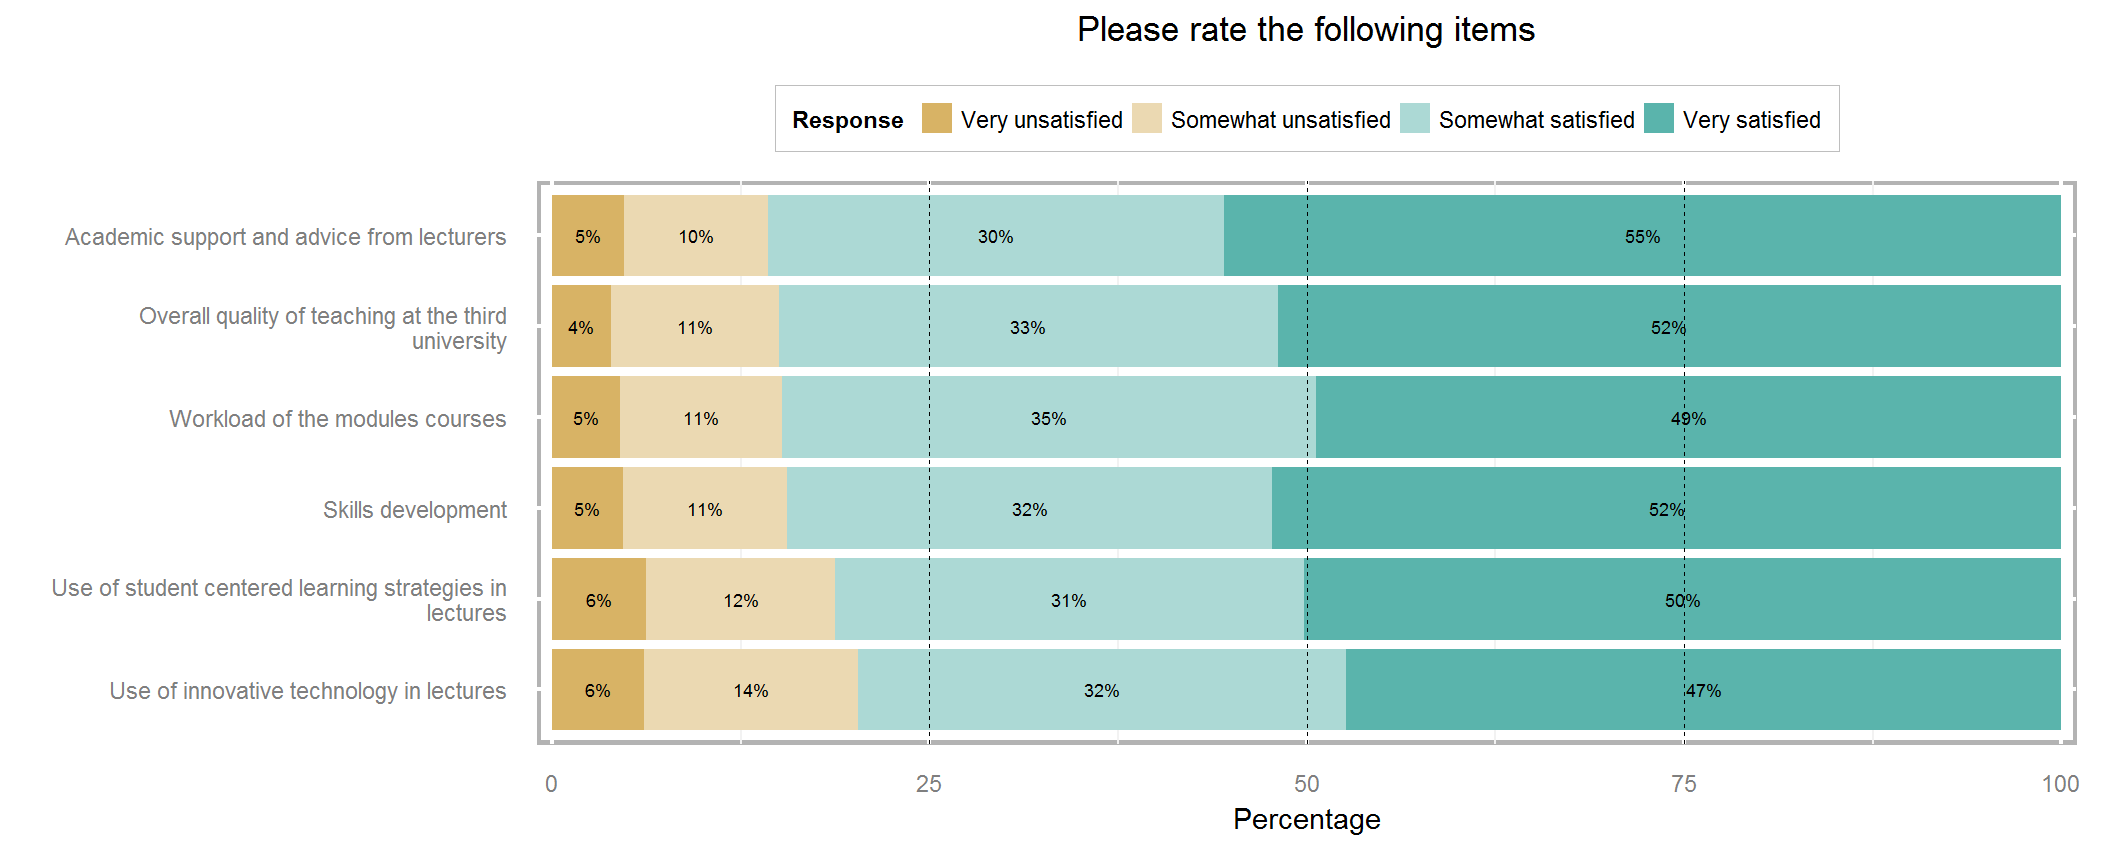 Please rate the following items
Response Very unsatisfied Somewhat unsatisfied Somewhat satisfied Very satisfied
Academic support and advice from lecturers 5% 10% 30% 55%
Overall quality of teaching at the third
university
4% 11% 33% 52%
Workload of the modules courses 5% 11% 35% 49%
Skills development 5% 11% 32% 52%
Use of student centered learning strategies in
lectures
6% 12% 31% 50%
Use of innovative technology in lectures 6% 14% 32% 47%
0 25 50 75 100
Percentage